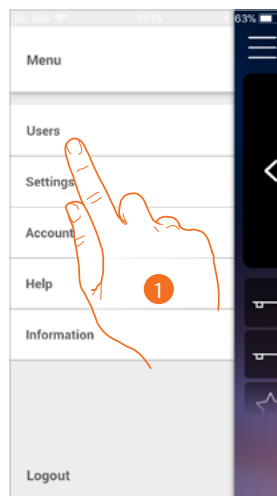 No SIM 11:15 63%
Menu
Users
Settings
Account
1
Help
Information
Logout